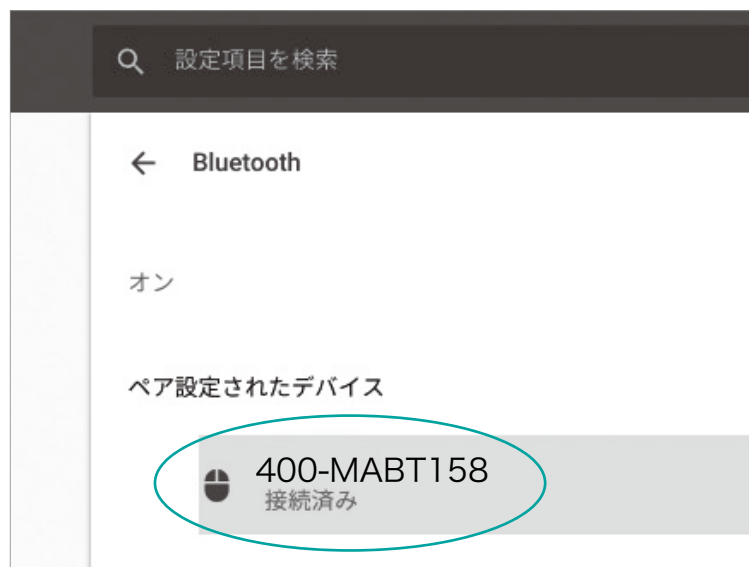 設定項目を検索
Bluetooth
オン
ペア設定されたデバイス
400-MABT158
接続済み